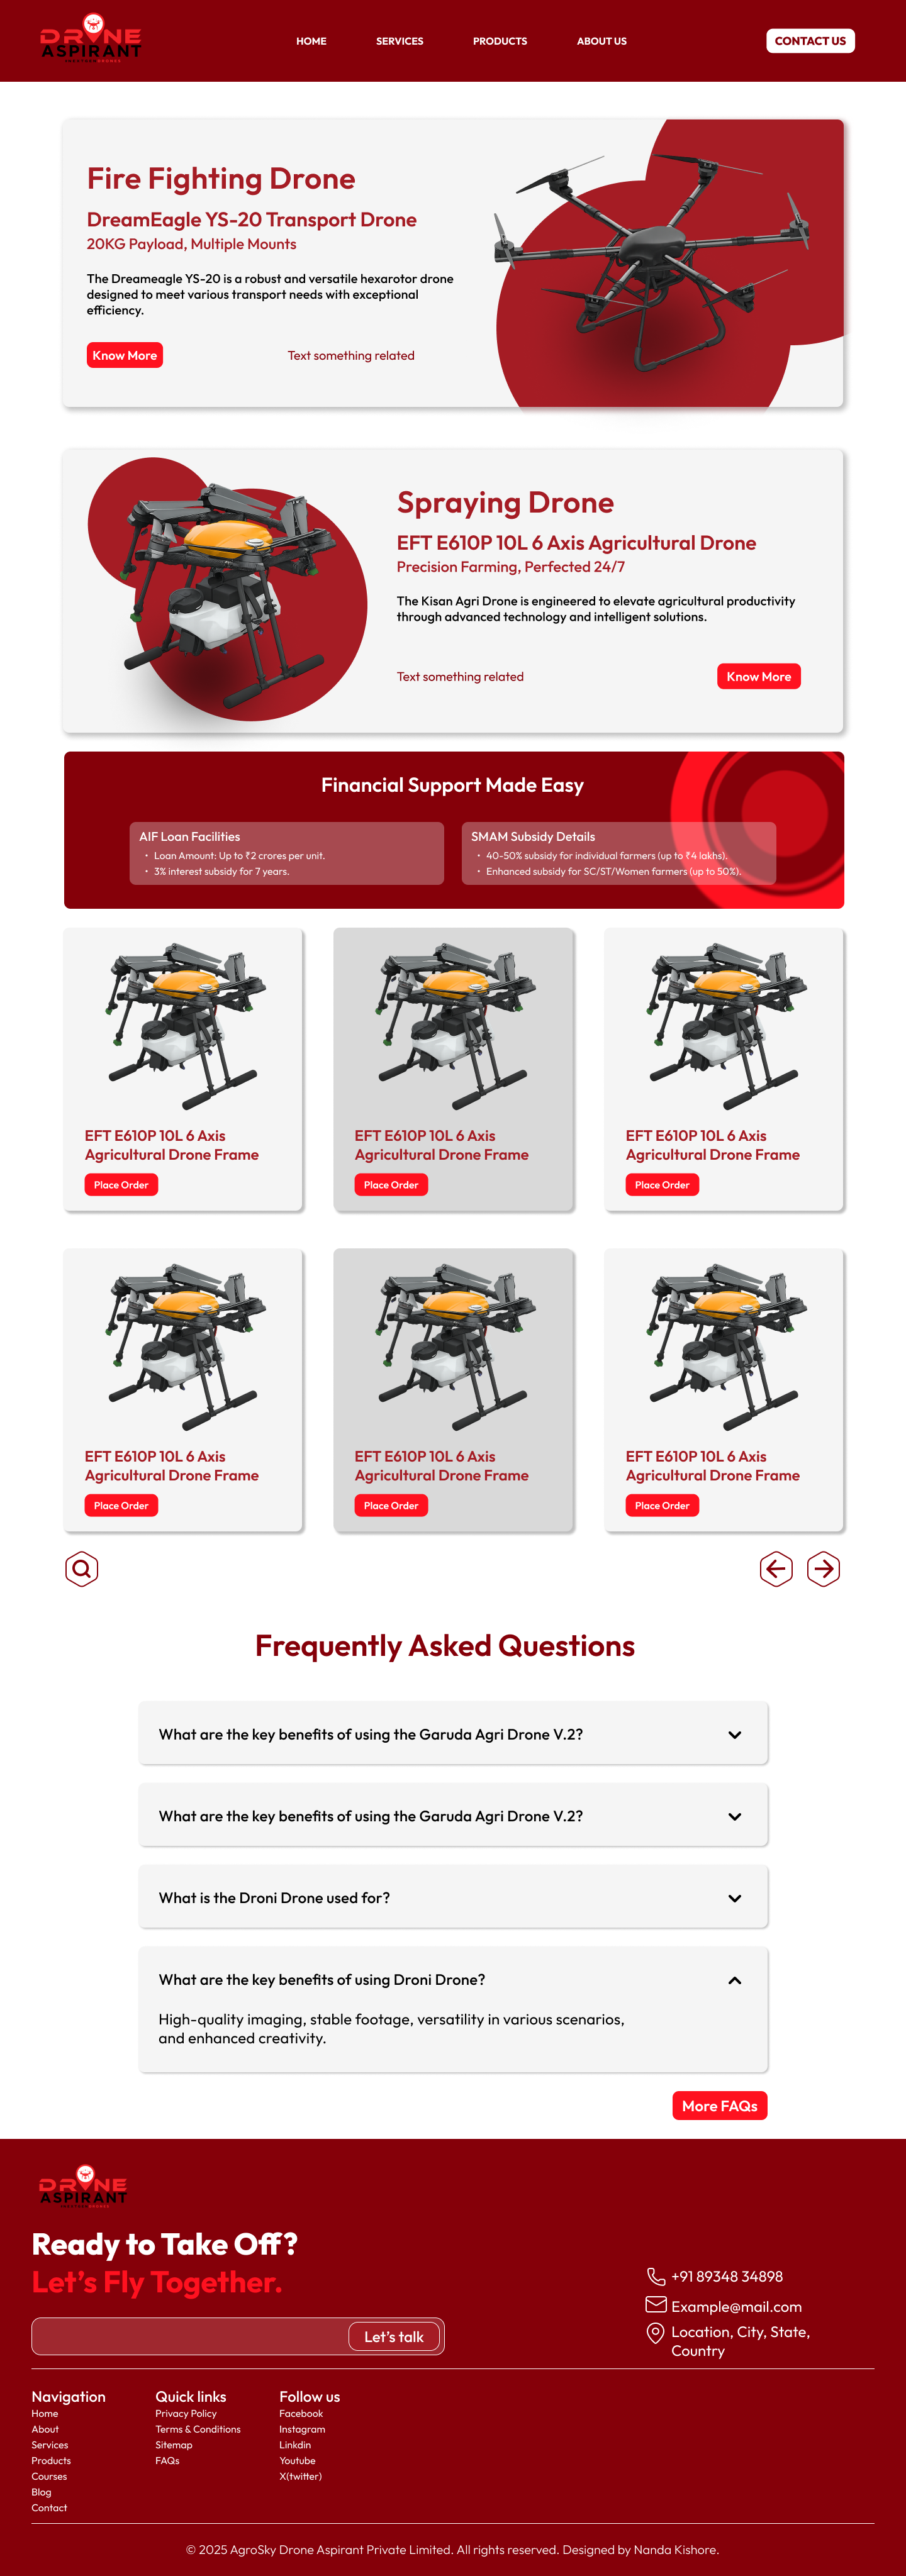 DRONE
ASPIRANT
HOME
SERVICES
PRODUCTS
ABOUT US
CONTACT US
Fire Fighting Drone
DreamEagle YS-20 Transport Drone
20KG Payload, Multiple Mounts
The Dreameagle YS-20 is a robust and versatile hexarotor drone
designed to meet various transport needs with exceptional
efficiency.
Know More
Text something related
Spraying Drone
EFT E610P 10L 6 Axis Agricultural Drone
Precision Farming, Perfected 24/7
The Kisan Agri Drone is engineered to elevate agricultural productivity
through advanced technology and intelligent solutions.
Text something related
Know More
Financial Support Made Easy
AIF Loan Facilities
• Loan Amount: Up to ₹2 crores per unit.
• 3% interest subsidy for 7 years.
SMAM Subsidy Details
• 40-50% subsidy for individual farmers (up to ₹4 lakhs).
• Enhanced subsidy for SC/ST/Women farmers (up to 50%).
EFT E610P 10L 6 Axis
Agricultural Drone Frame
Place Order
EFT E610P 10L 6 Axis
Agricultural Drone Frame
Place Order
EFT E610P 10L 6 Axis
Agricultural Drone Frame
Place Order
EFT E610P 10L 6 Axis
Agricultural Drone Frame
Place Order
EFT E610P 10L 6 Axis
Agricultural Drone Frame
Place Order
EFT E610P 10L 6 Axis
Agricultural Drone Frame
Place Order
Frequently Asked Questions
What are the key benefits of using the Garuda Agri Drone V.2?
What are the key benefits of using the Garuda Agri Drone V.2?
What is the Droni Drone used for?
What are the key benefits of using Droni Drone?
High-quality imaging, stable footage, versatility in various scenarios,
and enhanced creativity.
More FAQs
DRONE
ASPIRANT
Ready to Take Off?
Let's Fly Together.
Let's talk
+91 89348 34898
Example@mail.com
Location, City, State,
Country
Navigation
Home
About
Services
Products
Courses
Blog
Contact
Quick links
Privacy Policy
Terms & Conditions
Sitemap
FAQs
Follow us
Facebook
Instagram
Linkdin
Youtube
X(twitter)
© 2025 AgroSky Drone Aspirant Private Limited. All rights reserved. Designed by Nanda Kishore.